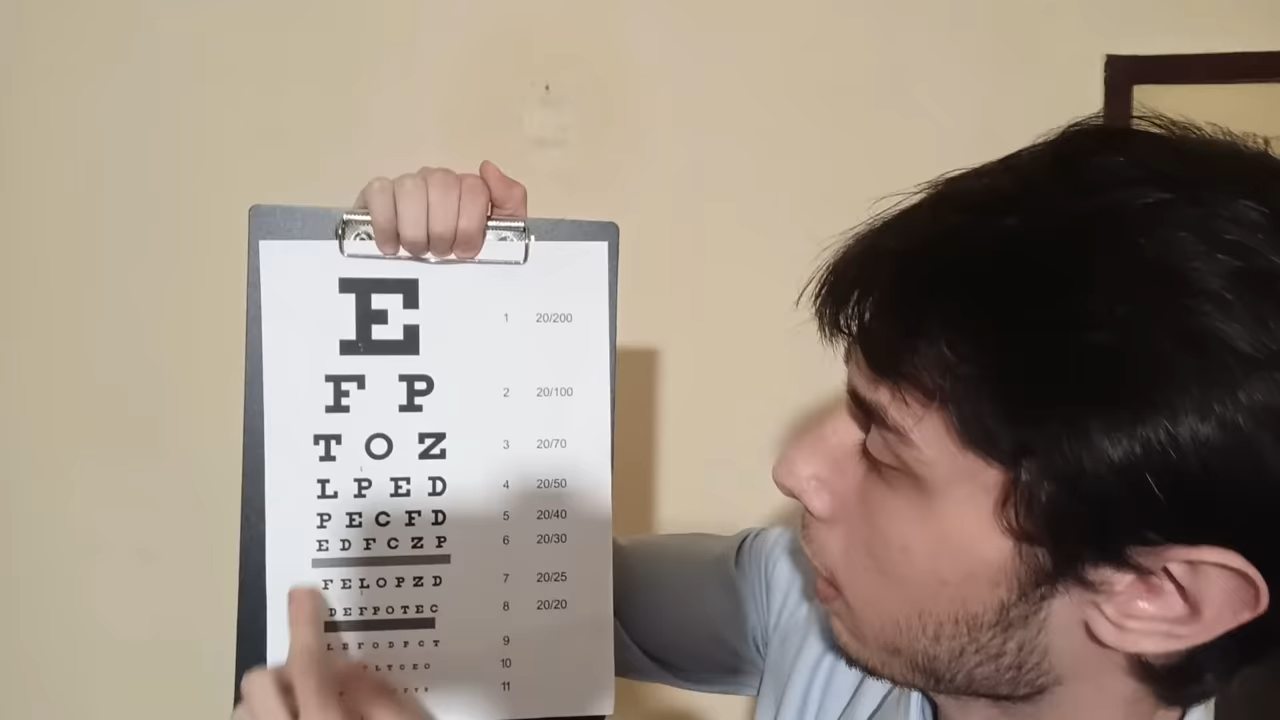 E 1 20/200
F P 2 20/100
T O Z 3 20/70
L P E D 4 20/50
P E C F D 5 20/40
E D F C Z P 6 20/30
F E L O P Z D 7 20/25
D E F P O T E C 8 20/20
L E F O D F C T 9
10
11